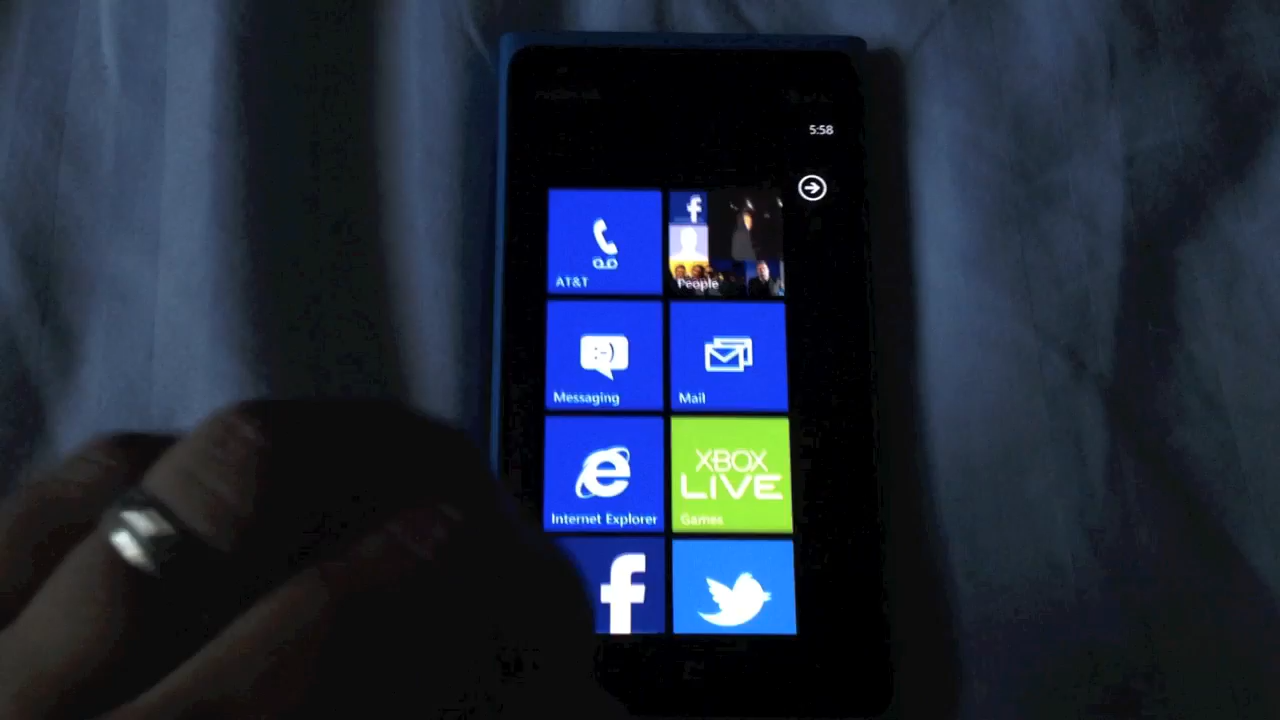 5:58
AT&T
People
Messaging
Mail
Internet Explorer
XBOX
LIVE
Games